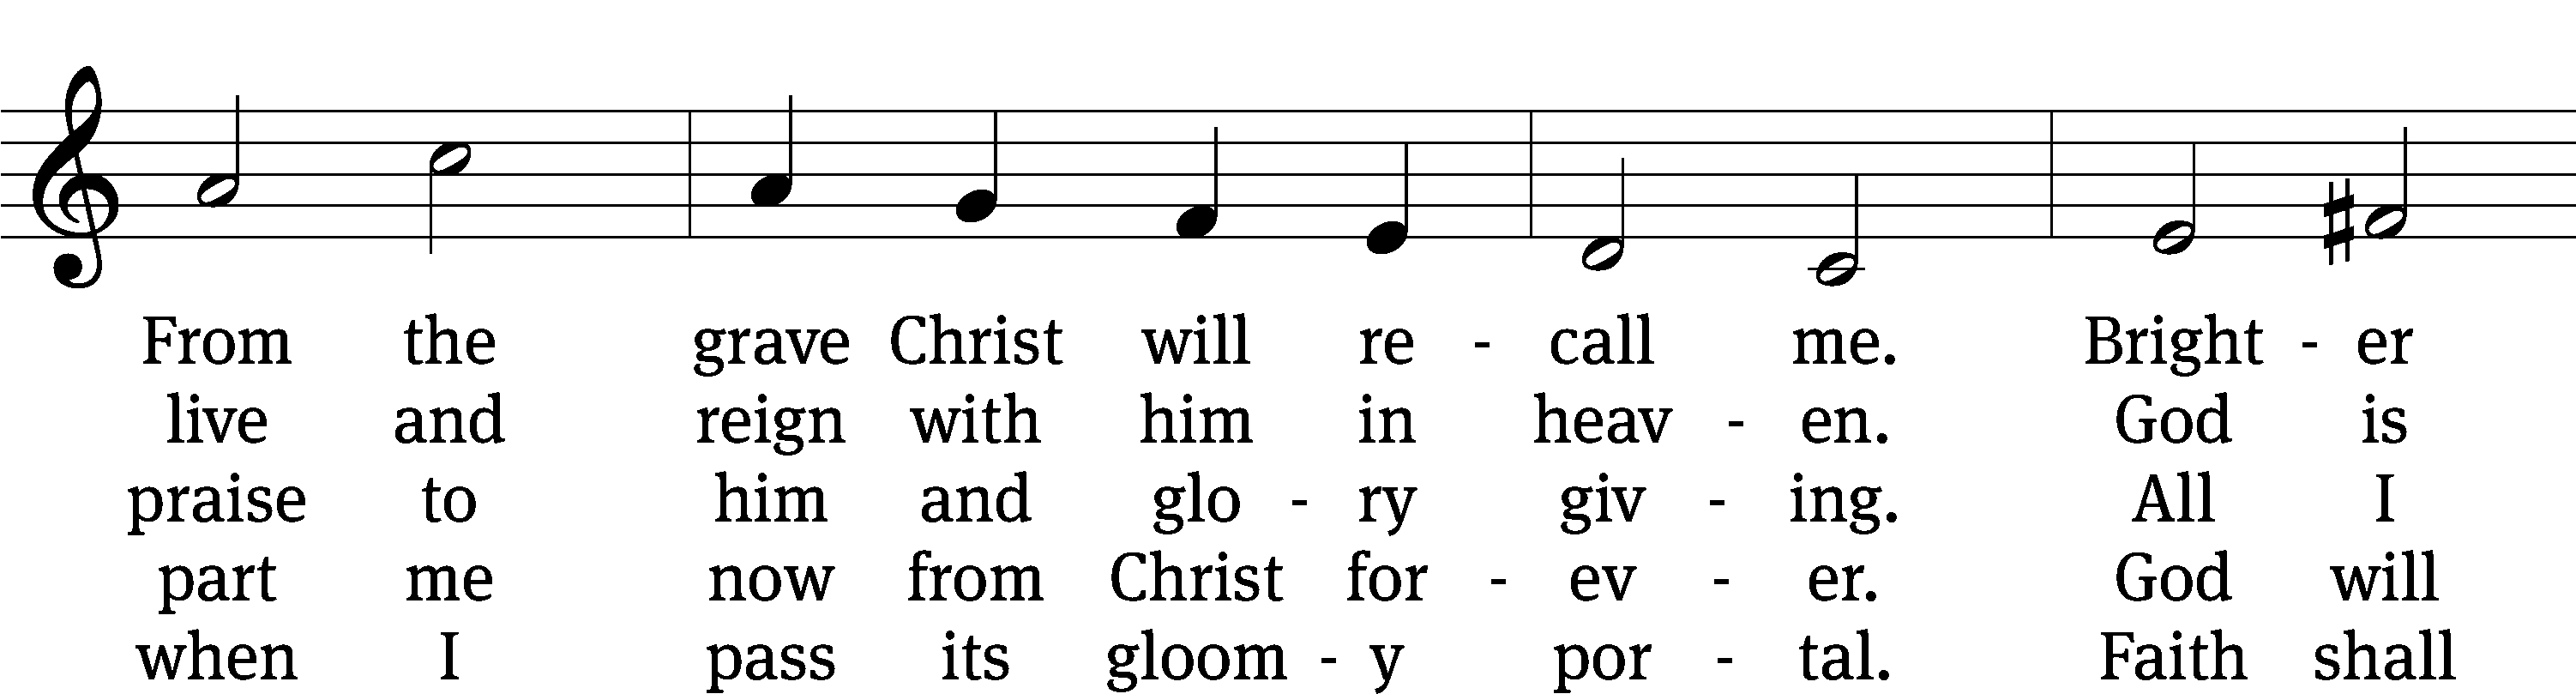 From the grave Christ will re - call me. Bright - er
live and reign with him in heav - en. God is
praise to him and glo - ry giv - ing. All I
part me now from Christ for - ev - er. God will
when I pass its gloom - y por - tal. Faith shall